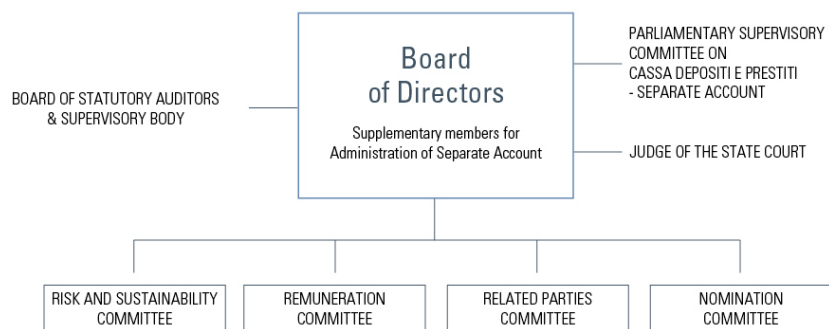 Board
of Directors
Supplementary members for
Administration of Separate Account
BOARD OF STATUTORY AUDITORS
& SUPERVISORY BODY
PARLIAMENTARY SUPERVISORY
COMMITTEE ON
CASSA DEPOSITI E PRESTITI
- SEPARATE ACCOUNT
JUDGE OF THE STATE COURT
RISK AND SUSTAINABILITY
COMMITTEE
REMUNERATION
COMMITTEE
RELATED PARTIES
COMMITTEE
NOMINATION
COMMITTEE